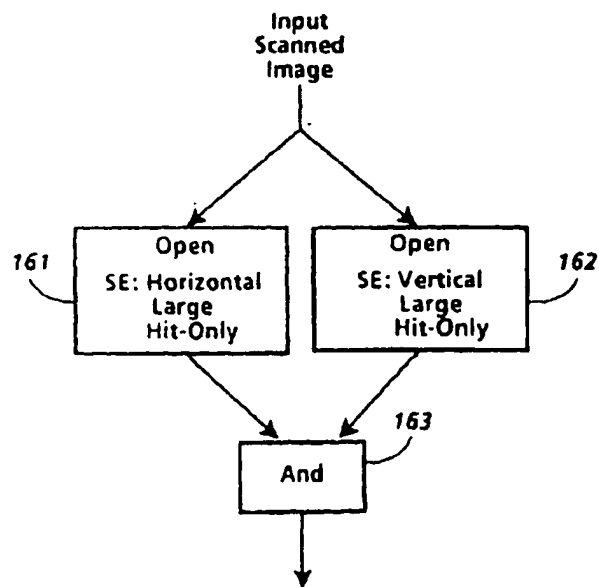 Input
Scanned
Image
161
Open
SE: Horizontal
Large
Hit-Only
Open
SE: Vertical
Large
Hit-Only
162
163
And